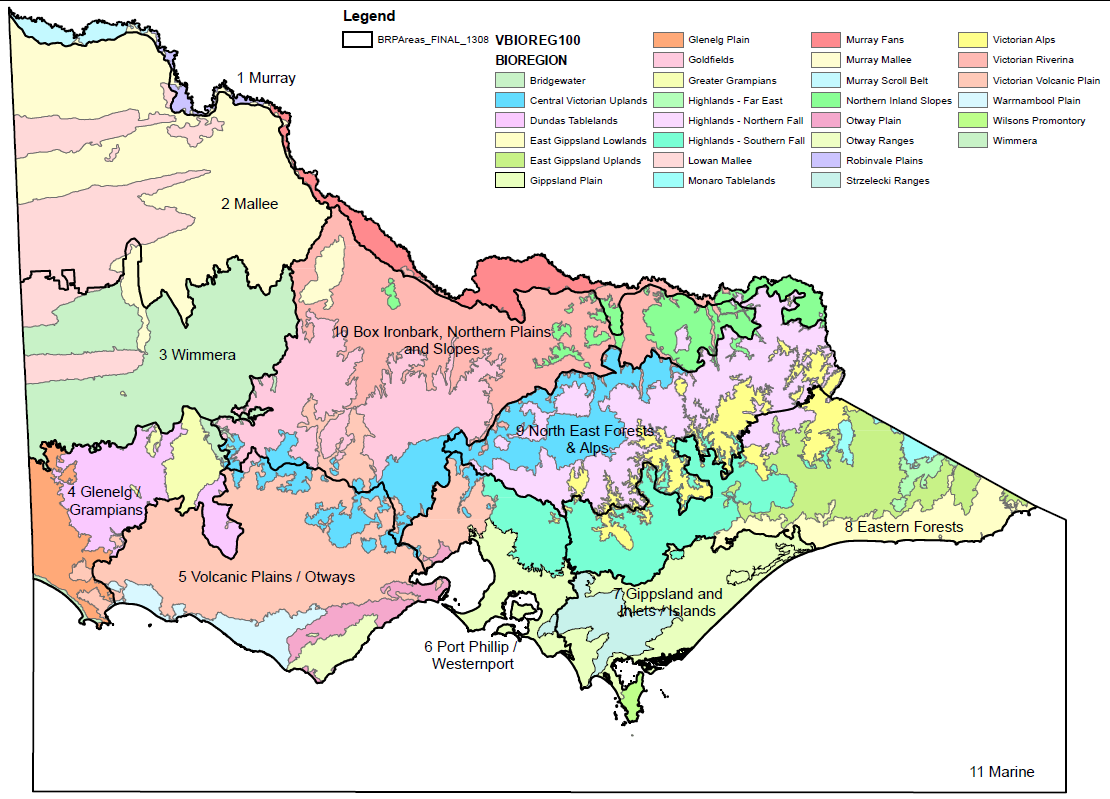 Legend
BRPAreas_FINAL_1308
VBIOREG100
BIOREGION
Bridgewater
Central Victorian Uplands
Dundas Tablelands
East Gippsland Lowlands
East Gippsland Uplands
Gippsland Plain
Glenelg Plain
Goldfields
Greater Grampians
Highlands - Far East
Highlands - Northern Fall
Highlands - Southern Fall
Lowan Mallee
Monaro Tablelands
Murray Fans
Murray Mallee
Murray Scroll Belt
Northern Inland Slopes
Otway Plain
Otway Ranges
Robinvale Plains
Strzelecki Ranges
Victorian Alps
Victorian Riverina
Victorian Volcanic Plain
Warrnambool Plain
Wilsons Promontory
Wimmera
1 Murray
2 Mallee
10 Box Ironbark, Northern Plains
and Slopes
3 Wimmera
9 North East Forests
& Alps
4 Glenelg /
Grampians
8 Eastern Forests
5 Volcanic Plains / Otways
7 Gippsland and
Inlets / Islands
6 Port Phillip /
Westernport
11 Marine